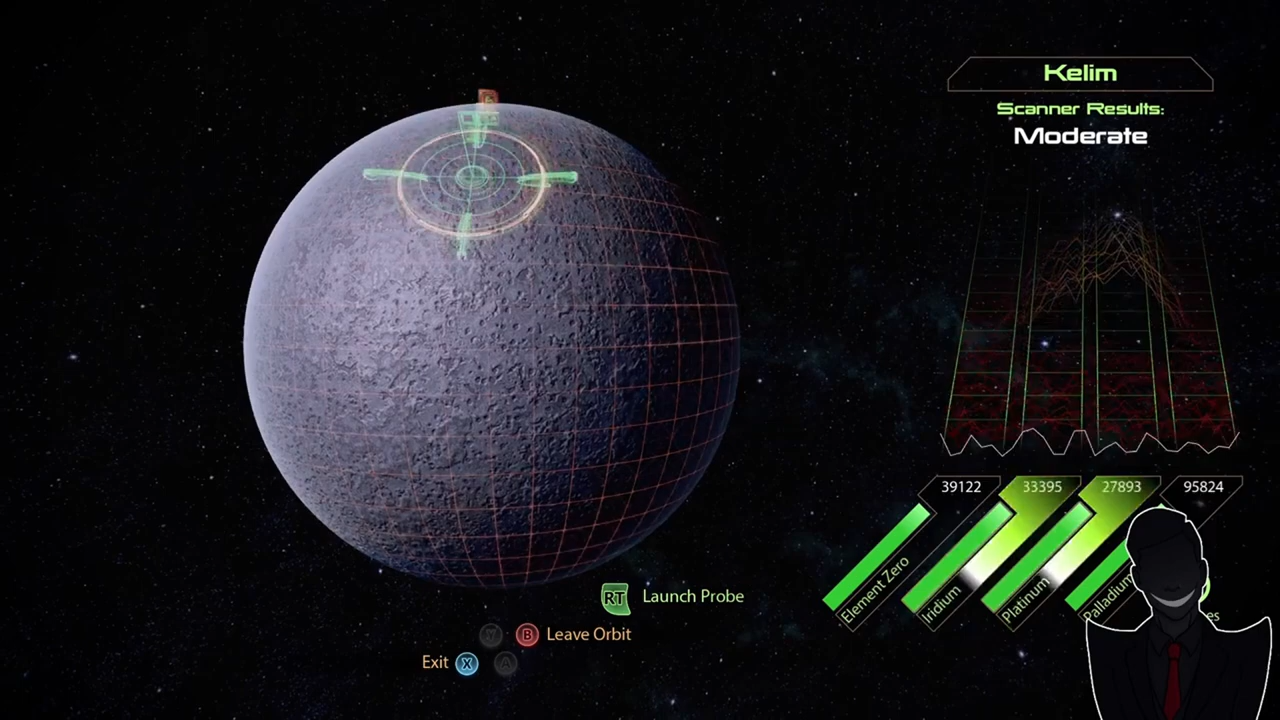 Kelim
Scanner Results:
Moderate
39122
33395
27893
95824
Element Zero
Iridium
Platinum
Palladium
es
RT Launch Probe
Y B Leave Orbit
Exit X A